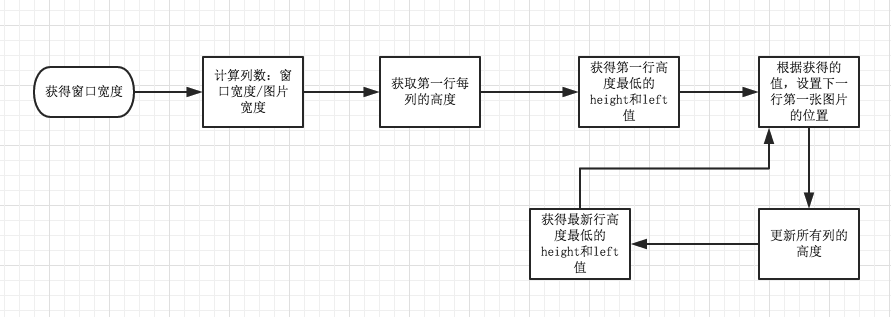 获得窗口宽度
计算列数：窗
口宽度/图片
宽度
获取第一行每
列的高度
获得第一行高
度最低的
height和left
值
根据获得的
值，设置下一
行第一张图片
的位置
获得最新行高
度最低的
height和left
值
更新所有列的
高度